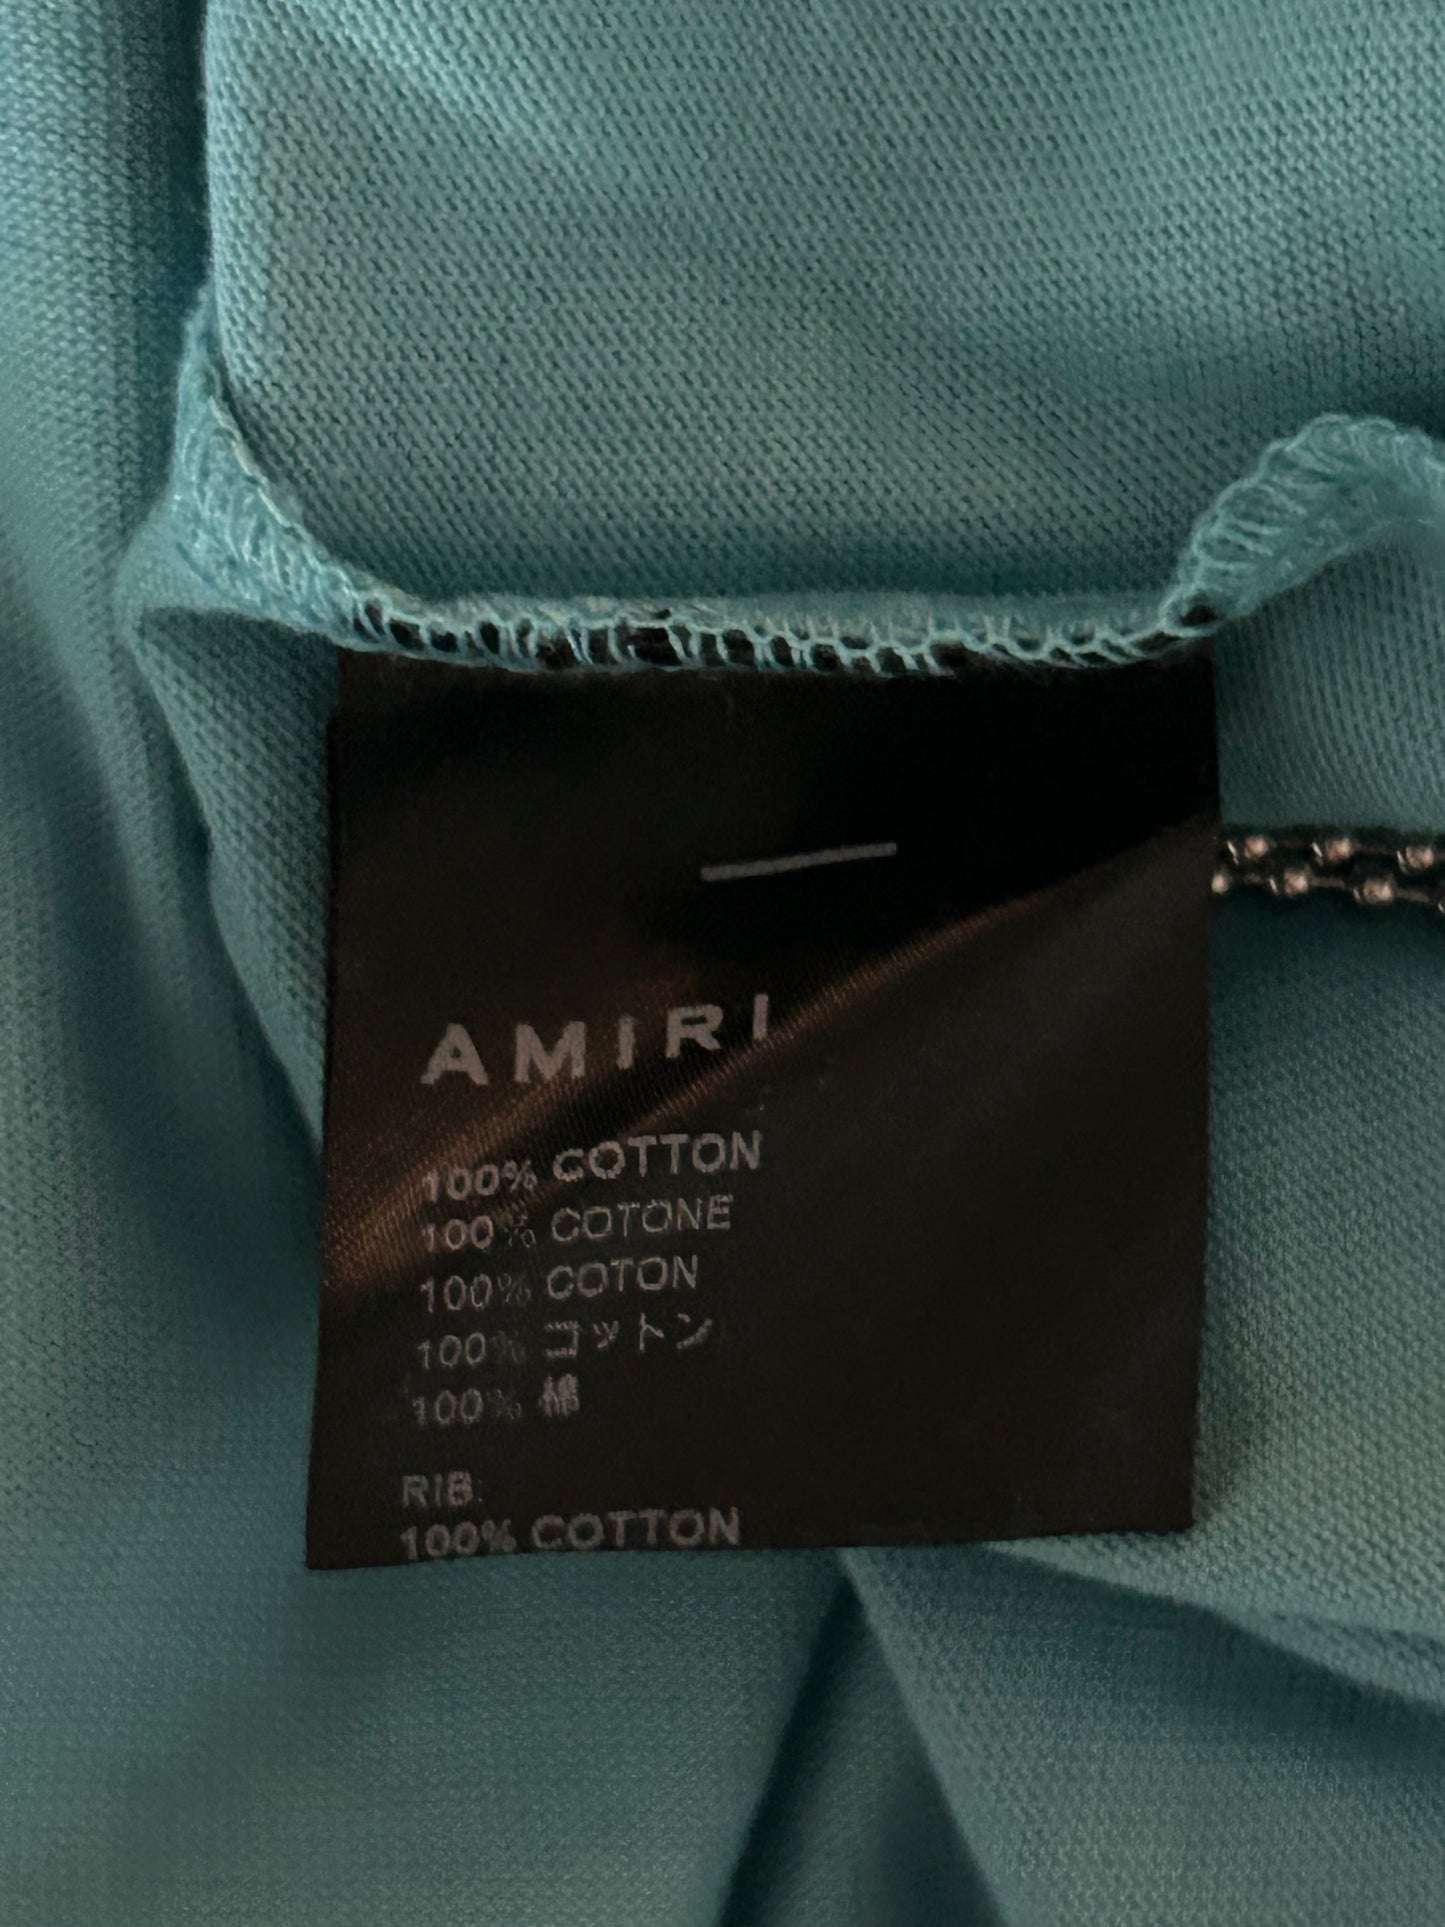 AMIRI
100% COTTON
100% COTONE
100% COTON
100% コットン
100% 棉
RIB:
100% COTTON